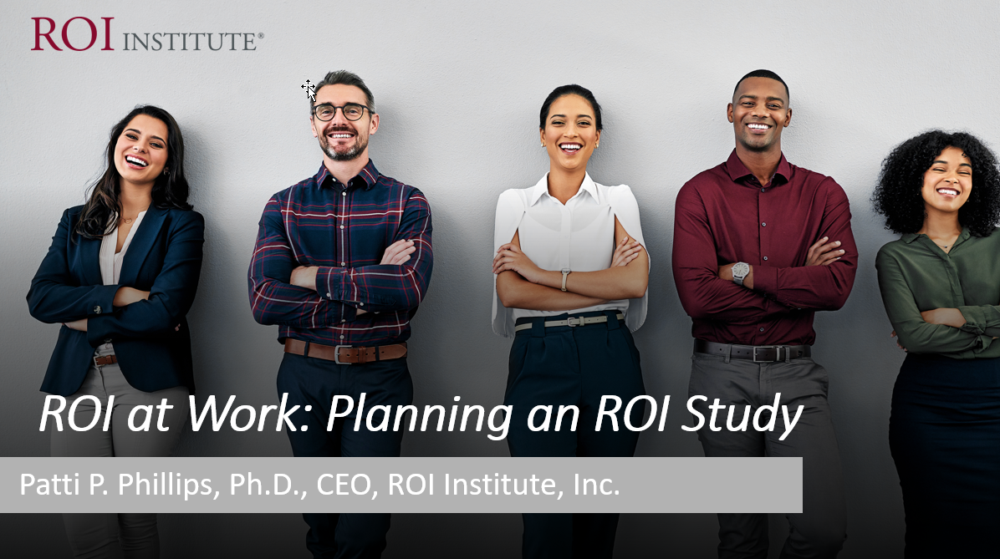 ROI INSTITUTE®
ROI at Work: Planning an ROI Study
Patti P. Phillips, Ph.D., CEO, ROI Institute, Inc.